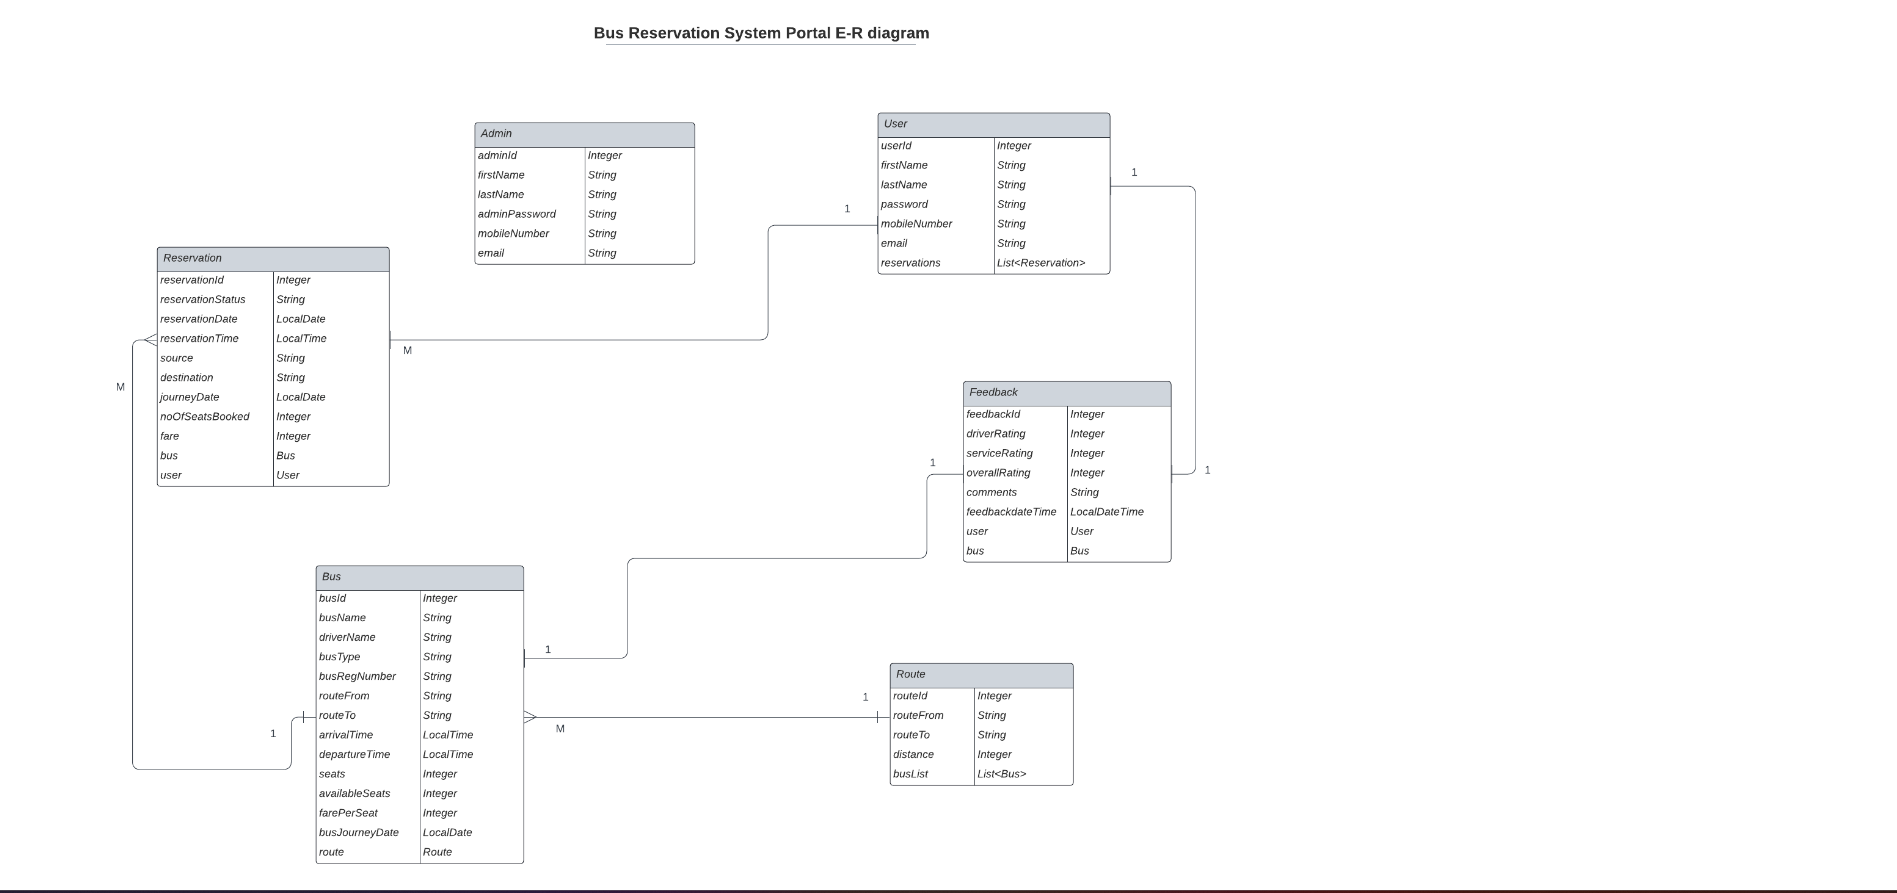 Bus Reservation System Portal E-R diagram
Admin
adminId Integer
firstName String
lastName String
adminPassword String
mobileNumber String
email String
User
userId Integer
firstName String
lastName String
password String
mobileNumber String
email String
reservations List<Reservation>
1
1
Reservation
reservationId Integer
reservationStatus String
reservationDate LocalDate
reservationTime LocalTime
source String
destination String
journeyDate LocalDate
noOfSeatsBooked Integer
fare Integer
bus Bus
user User
M
M
Feedback
feedbackId Integer
driverRating Integer
serviceRating Integer
overallRating Integer
comments String
feedbackdateTime LocalDateTime
user User
bus Bus
1
1
Bus
busId Integer
busName String
driverName String
busType String
busRegNumber String
routeFrom String
routeTo String
arrivalTime LocalTime
departureTime LocalTime
seats Integer
availableSeats Integer
farePerSeat Integer
busJourneyDate LocalDate
route Route
1
1
M
1
Route
routeId Integer
routeFrom String
routeTo String
distance Integer
busList List<Bus>